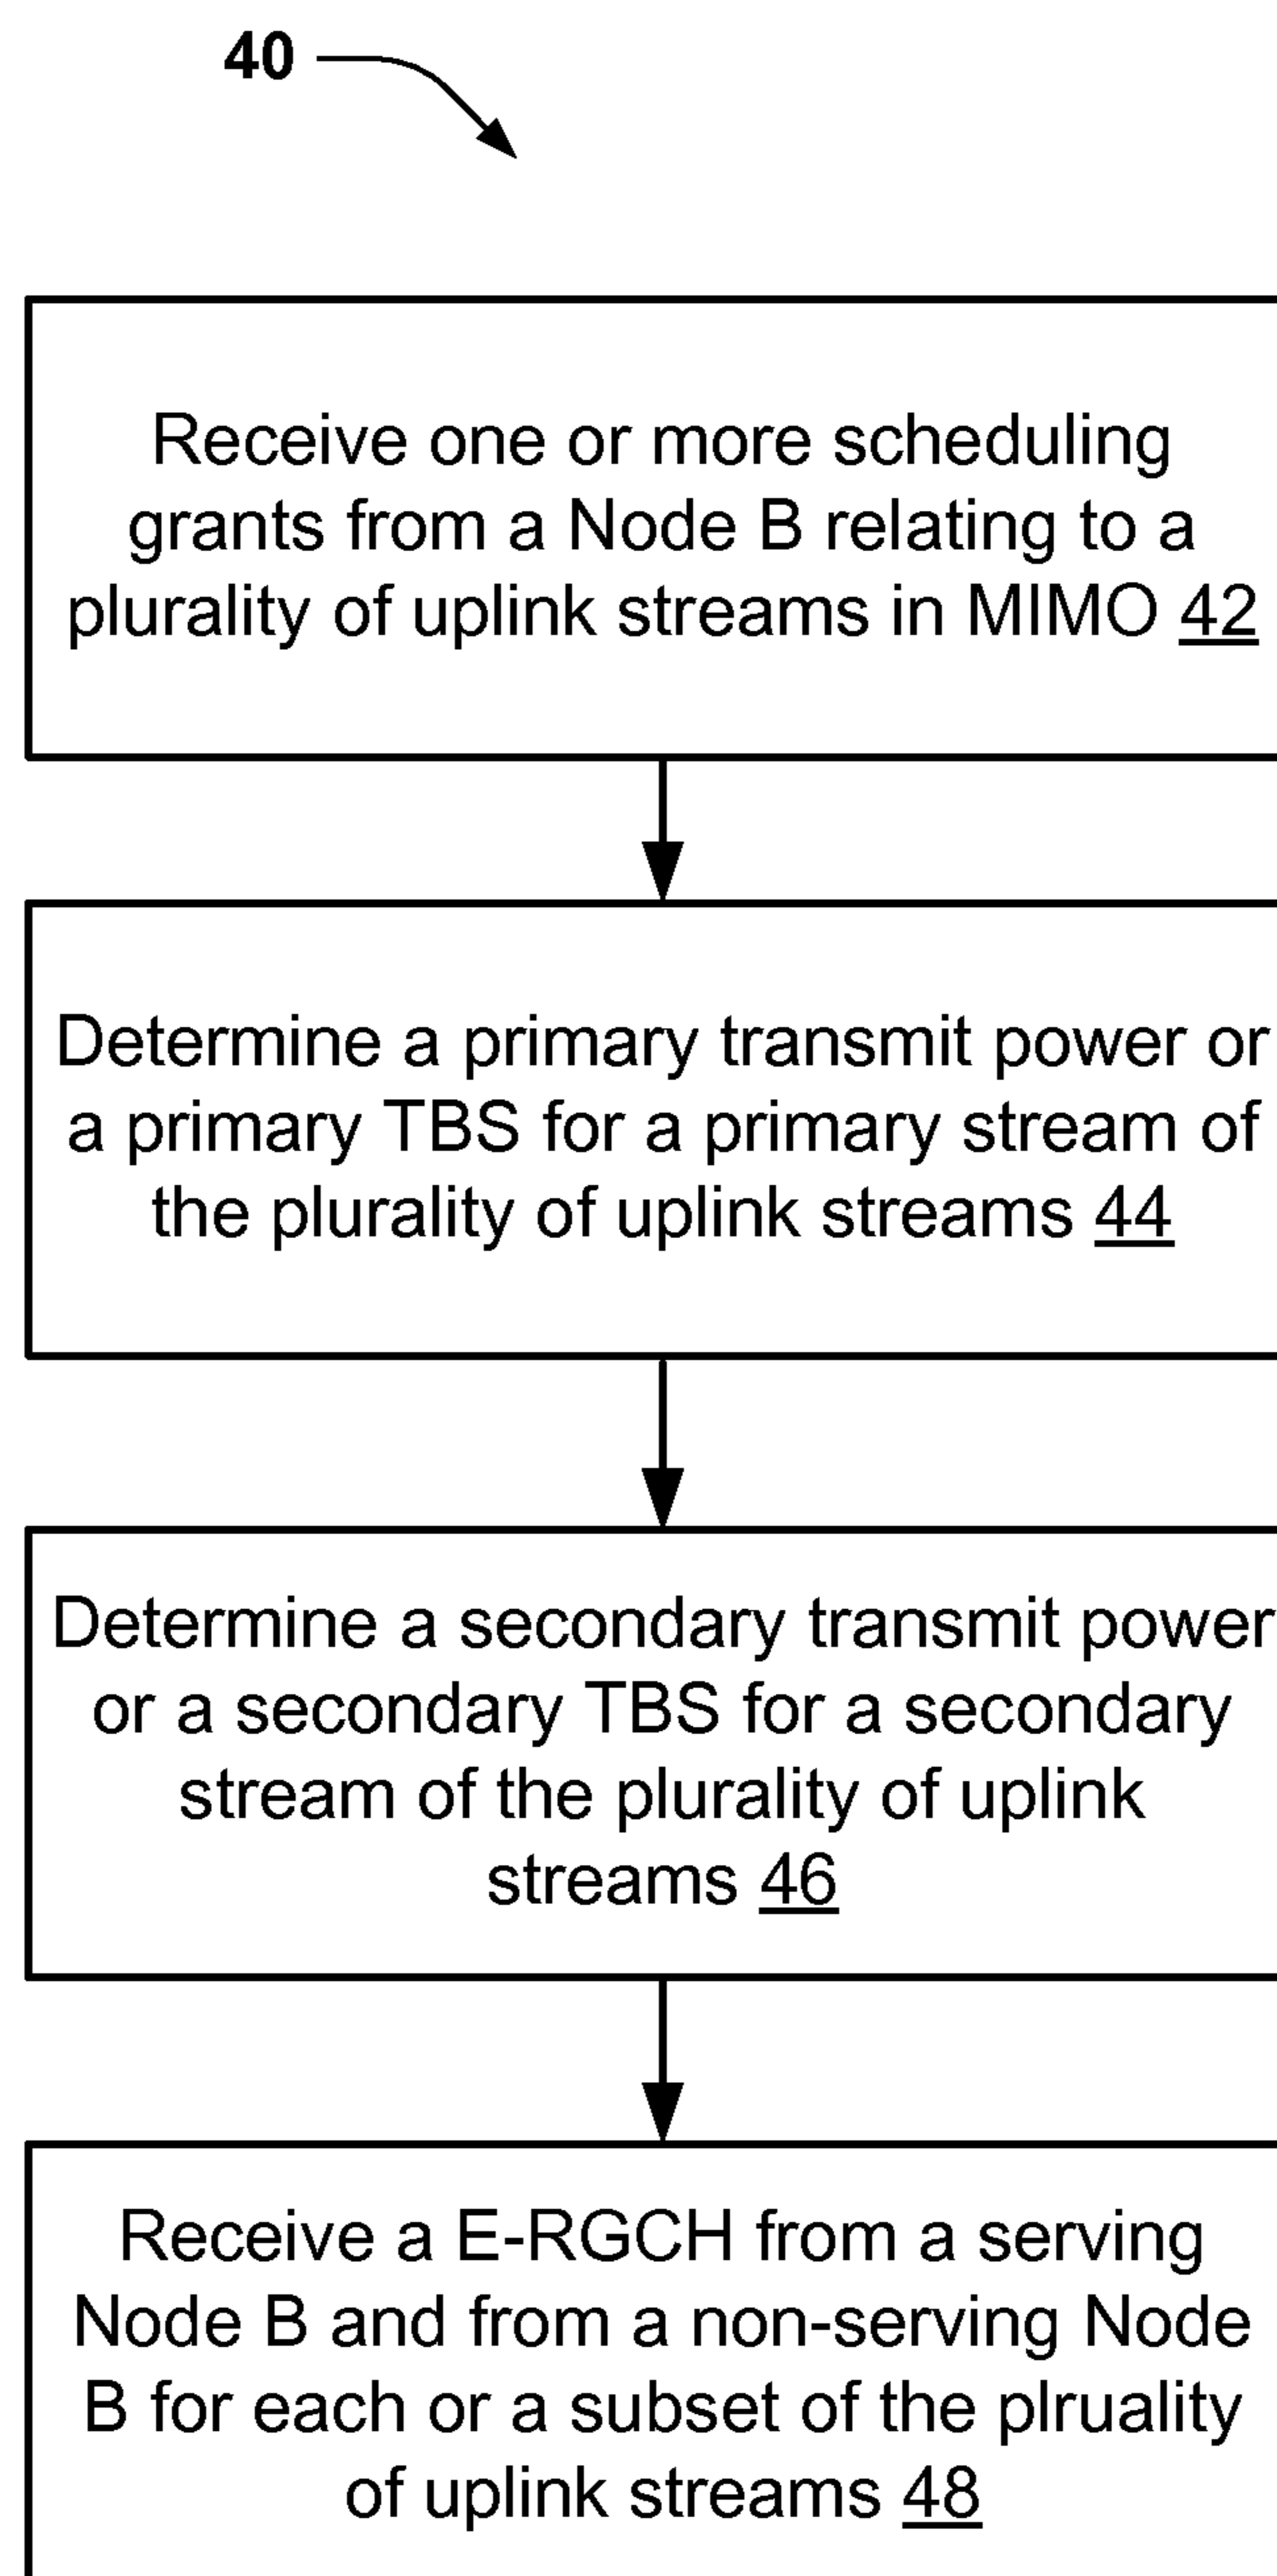 40
Receive one or more scheduling
grants from a Node B relating to a
plurality of uplink streams in MIMO 42
Determine a primary transmit power or
a primary TBS for a primary stream of
the plurality of uplink streams 44
Determine a secondary transmit power
or a secondary TBS for a secondary
stream of the plurality of uplink
streams 46
Receive a E-RGCH from a serving
Node B and from a non-serving Node
B for each or a subset of the plruality
of uplink streams 48